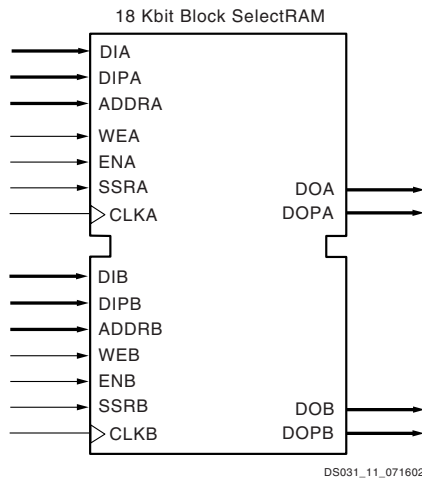 18 Kbit Block SelectRAM
DIA
DIPA
ADDRA
WEA
ENA
SSRA
CLKA
DOA
DOPA
DIB
DIPB
ADDRB
WEB
ENB
SSRB
CLKB
DOB
DOPB
DS031_11_071602